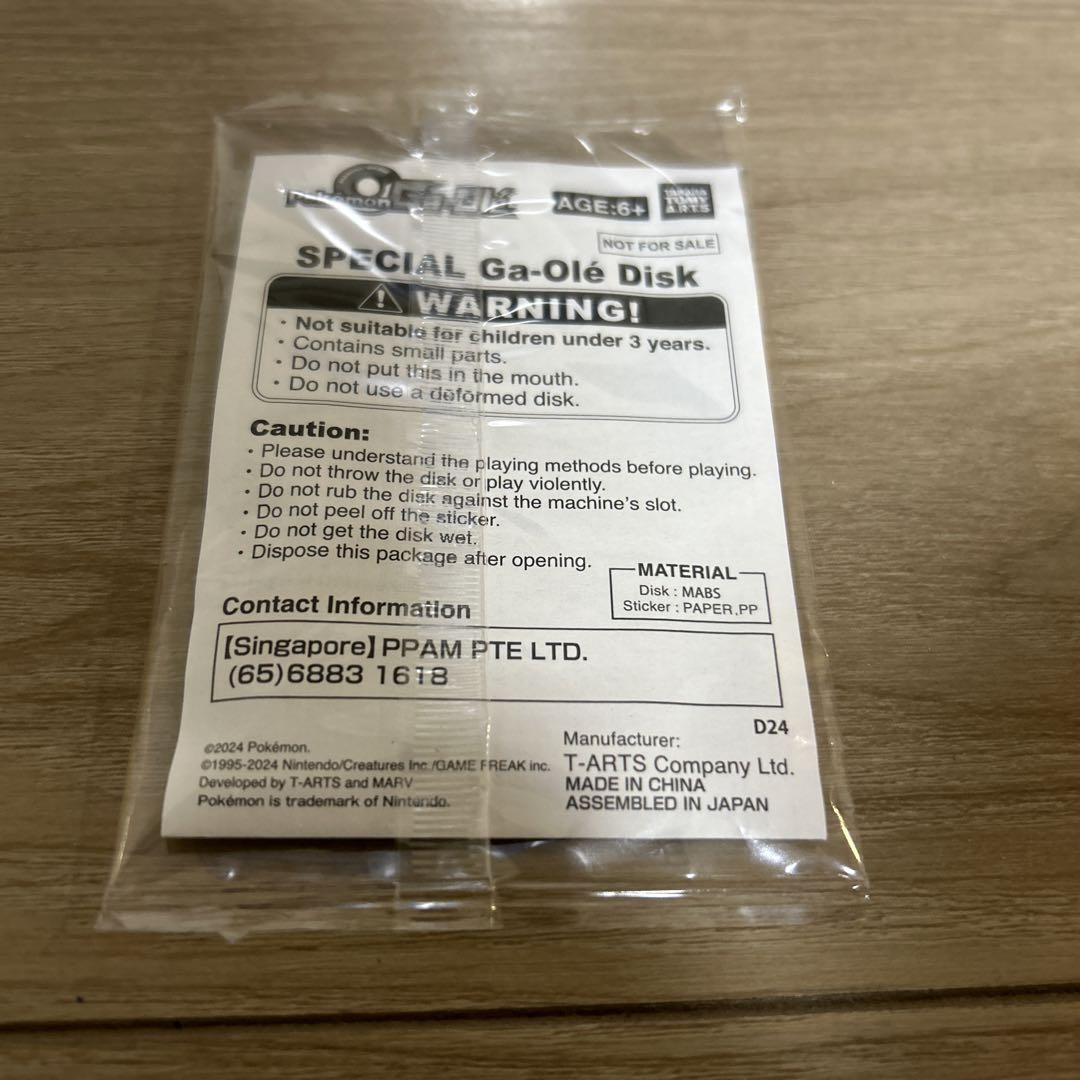 Pokémon Ga-Olé
AGE:6+
TAKARA TOMY ARTS
NOT FOR SALE
SPECIAL Ga-Olé Disk
WARNING!
・Not suitable for children under 3 years.
・Contains small parts.
・Do not put this in the mouth.
・Do not use a deformed disk.
Caution:
・Please understand the playing methods before playing.
・Do not throw the disk or play violently.
・Do not rub the disk against the machine's slot.
・Do not peel off the sticker.
・Do not get the disk wet.
・Dispose this package after opening.
MATERIAL
Disk : MABS
Sticker : PAPER,PP
Contact Information
【Singapore】PPAM PTE LTD.
(65)6883 1618
D24
©2024 Pokémon.
©1995-2024 Nintendo/Creatures Inc./GAME FREAK inc.
Developed by T-ARTS and MARV
Pokémon is trademark of Nintendo.
Manufacturer:
T-ARTS Company Ltd.
MADE IN CHINA
ASSEMBLED IN JAPAN